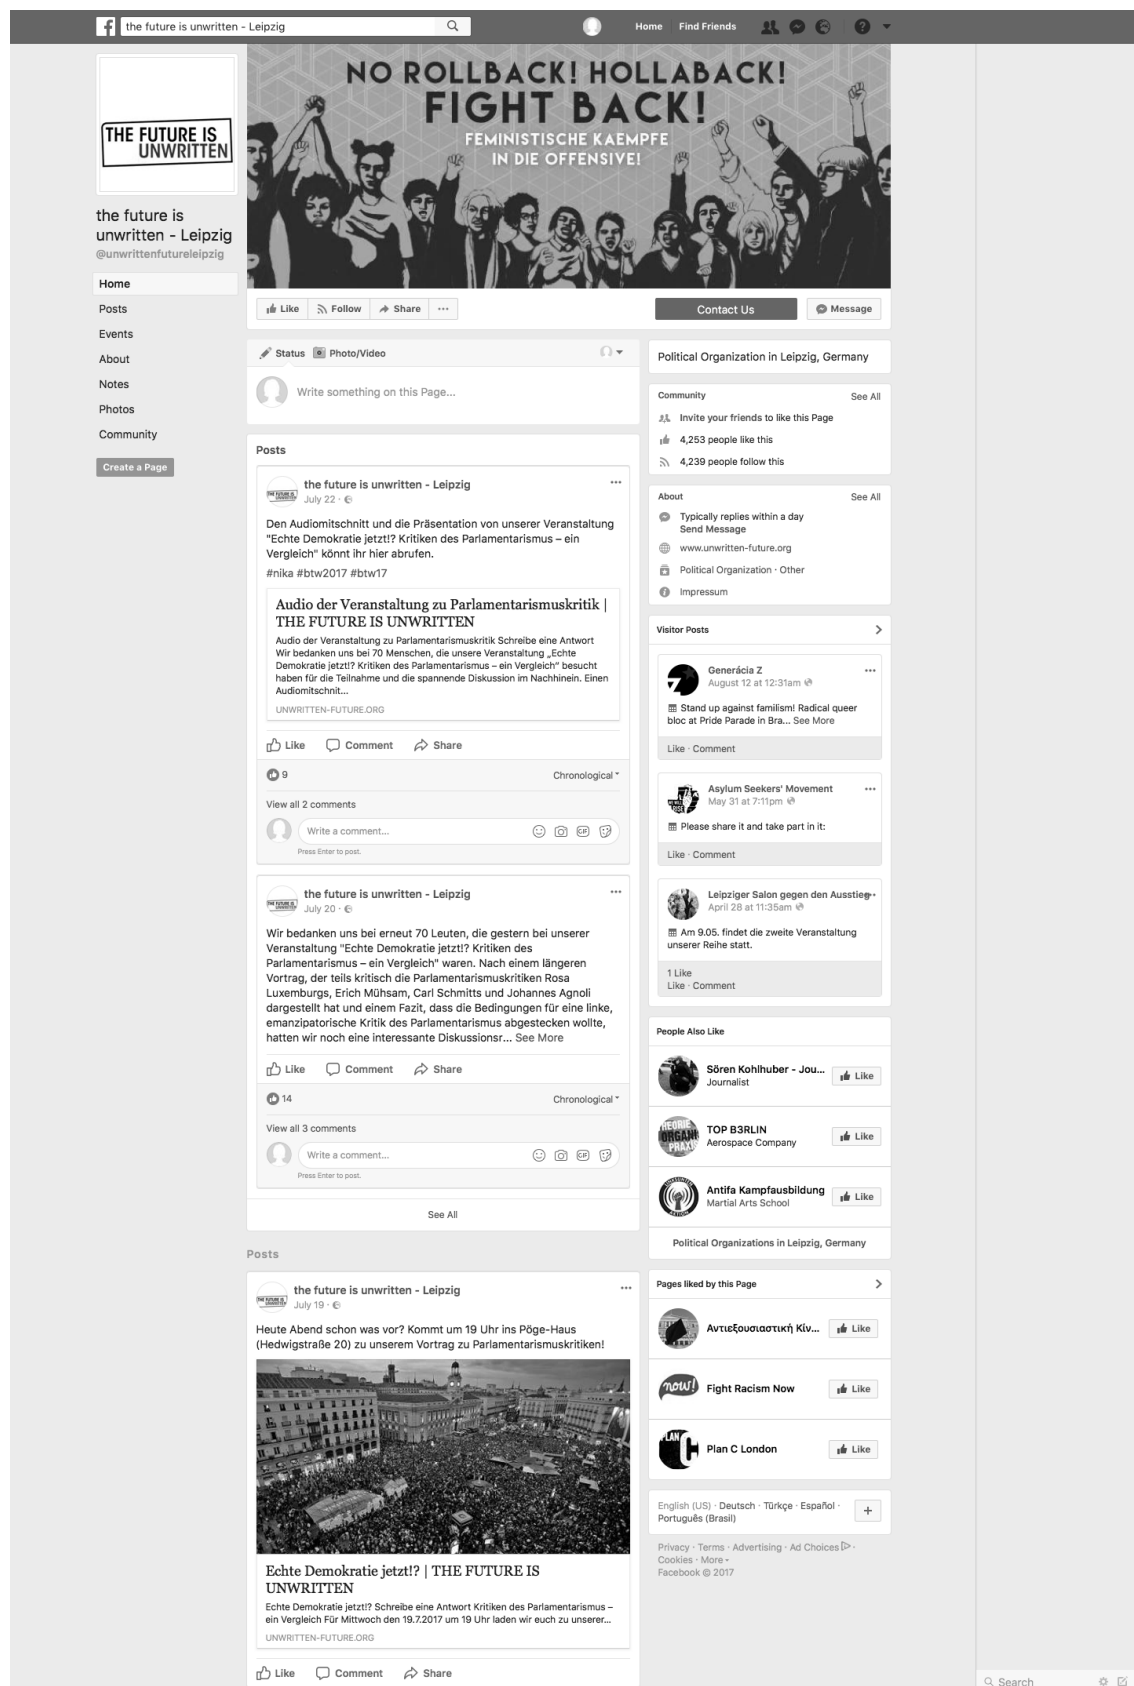 the future is unwritten - Leipzig
Home
Find Friends
THE FUTURE IS
UNWRITTEN
the future is
unwritten - Leipzig
@unwrittenfutureleipzig
Home
Posts
Events
About
Notes
Photos
Community
Create a Page
NO ROLLBACK! HOLLABACK!
FIGHT BACK!
FEMINISTISCHE KAEMPFE
IN DIE OFFENSIVE!
Like
Follow
Share
Contact Us
Message
Status
Photo/Video
Write something on this Page...
Posts
the future is unwritten - Leipzig
July 22 ·
Den Audiomitschnitt und die Präsentation von unserer Veranstaltung
"Echte Demokratie jetzt!? Kritiken des Parlamentarismus – ein
Vergleich" könnt ihr hier abrufen.
#nika #btw2017 #btw17
Audio der Veranstaltung zu Parlamentarismuskritik |
THE FUTURE IS UNWRITTEN
Audio der Veranstaltung zu Parlamentarismuskritik Schreibe eine Antwort
Wir bedanken uns bei 70 Menschen, die unsere Veranstaltung „Echte
Demokratie jetzt!? Kritiken des Parlamentarismus – ein Vergleich" besucht
haben für die Teilnahme und die spannende Diskussion im Nachhinein. Einen
Audiomitschnit...
UNWRITTEN-FUTURE.ORG
Like
Comment
Share
9
Chronological
View all 2 comments
Write a comment...
GIF
Press Enter to post.
the future is unwritten - Leipzig
July 20 ·
Wir bedanken uns bei erneut 70 Leuten, die gestern bei unserer
Veranstaltung "Echte Demokratie jetzt!? Kritiken des
Parlamentarismus – ein Vergleich" waren. Nach einem längeren
Vortrag, der teils kritisch die Parlamentarismuskritiken Rosa
Luxemburgs, Erich Mühsam, Carl Schmitts und Johannes Agnoli
dargestellt hat und einem Fazit, dass die Bedingungen für eine linke,
emanzipatorische Kritik des Parlamentarismus abgestecken wollte,
hatten wir noch eine interessante Diskussionsr... See More
Like
Comment
Share
14
Chronological
View all 3 comments
Write a comment...
GIF
Press Enter to post.
See All
Posts
the future is unwritten - Leipzig
July 19 ·
Heute Abend schon was vor? Kommt um 19 Uhr ins Pöge-Haus
(Hedwigstraße 20) zu unserem Vortrag zu Parlamentarismuskritiken!
Echte Demokratie jetzt!? | THE FUTURE IS
UNWRITTEN
Echte Demokratie jetzt!? Schreibe eine Antwort Kritiken des Parlamentarismus –
ein Vergleich Für Mittwoch den 19.7.2017 um 19 Uhr laden wir euch zu unserer...
UNWRITTEN-FUTURE.ORG
Like
Comment
Share
Political Organization in Leipzig, Germany
Community
See All
Invite your friends to like this Page
4,253 people like this
4,239 people follow this
About
See All
Typically replies within a day
Send Message
www.unwritten-future.org
Political Organization · Other
Impressum
Visitor Posts
Generácia Z
August 12 at 12:31am
Stand up against familism! Radical queer
bloc at Pride Parade in Bra... See More
Like · Comment
Asylum Seekers' Movement
May 31 at 7:11pm
Please share it and take part in it:
Like · Comment
Leipziger Salon gegen den Ausstieg
April 28 at 11:35am
Am 9.05. findet die zweite Veranstaltung
unserer Reihe statt.
1 Like
Like · Comment
People Also Like
Sören Kohlhuber - Jou...
Journalist
Like
TOP B3RLIN
Aerospace Company
Like
Antifa Kampfausbildung
Martial Arts School
Like
Political Organizations in Leipzig, Germany
Pages liked by this Page
Αντιεξουσιαστική Κίν...
Like
now!
Fight Racism Now
Like
PLAN C
Plan C London
Like
English (US) · Deutsch · Türkçe · Español ·
Português (Brasil)
Privacy · Terms · Advertising · Ad Choices ·
Cookies · More
Facebook © 2017
Search